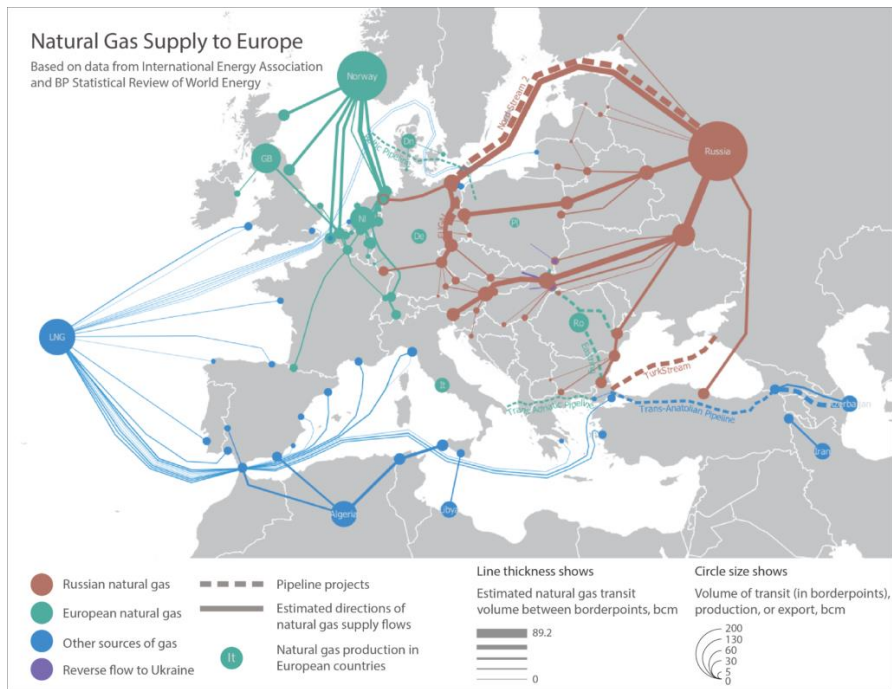 Natural Gas Supply to Europe
Based on data from International Energy Association
and BP Statistical Review of World Energy
Norway
Nord Stream 2
Russia
GB
Dn
Baltic Pipeline
Nl
De
Pl
LNG
Ro
It
TurkStream
Trans Adriatic Pipeline
Trans-Anatolian Pipeline
Iran
Algeria
Libya
Russian natural gas
European natural gas
Other sources of gas
Reverse flow to Ukraine
Pipeline projects
Estimated directions of
natural gas supply flows
It
Natural gas production in
European countries
Line thickness shows
Estimated natural gas transit
volume between borderpoints, bcm
89.2
0
Circle size shows
Volume of transit (in borderpoints),
production, or export, bcm
200
130
60
30
5
0